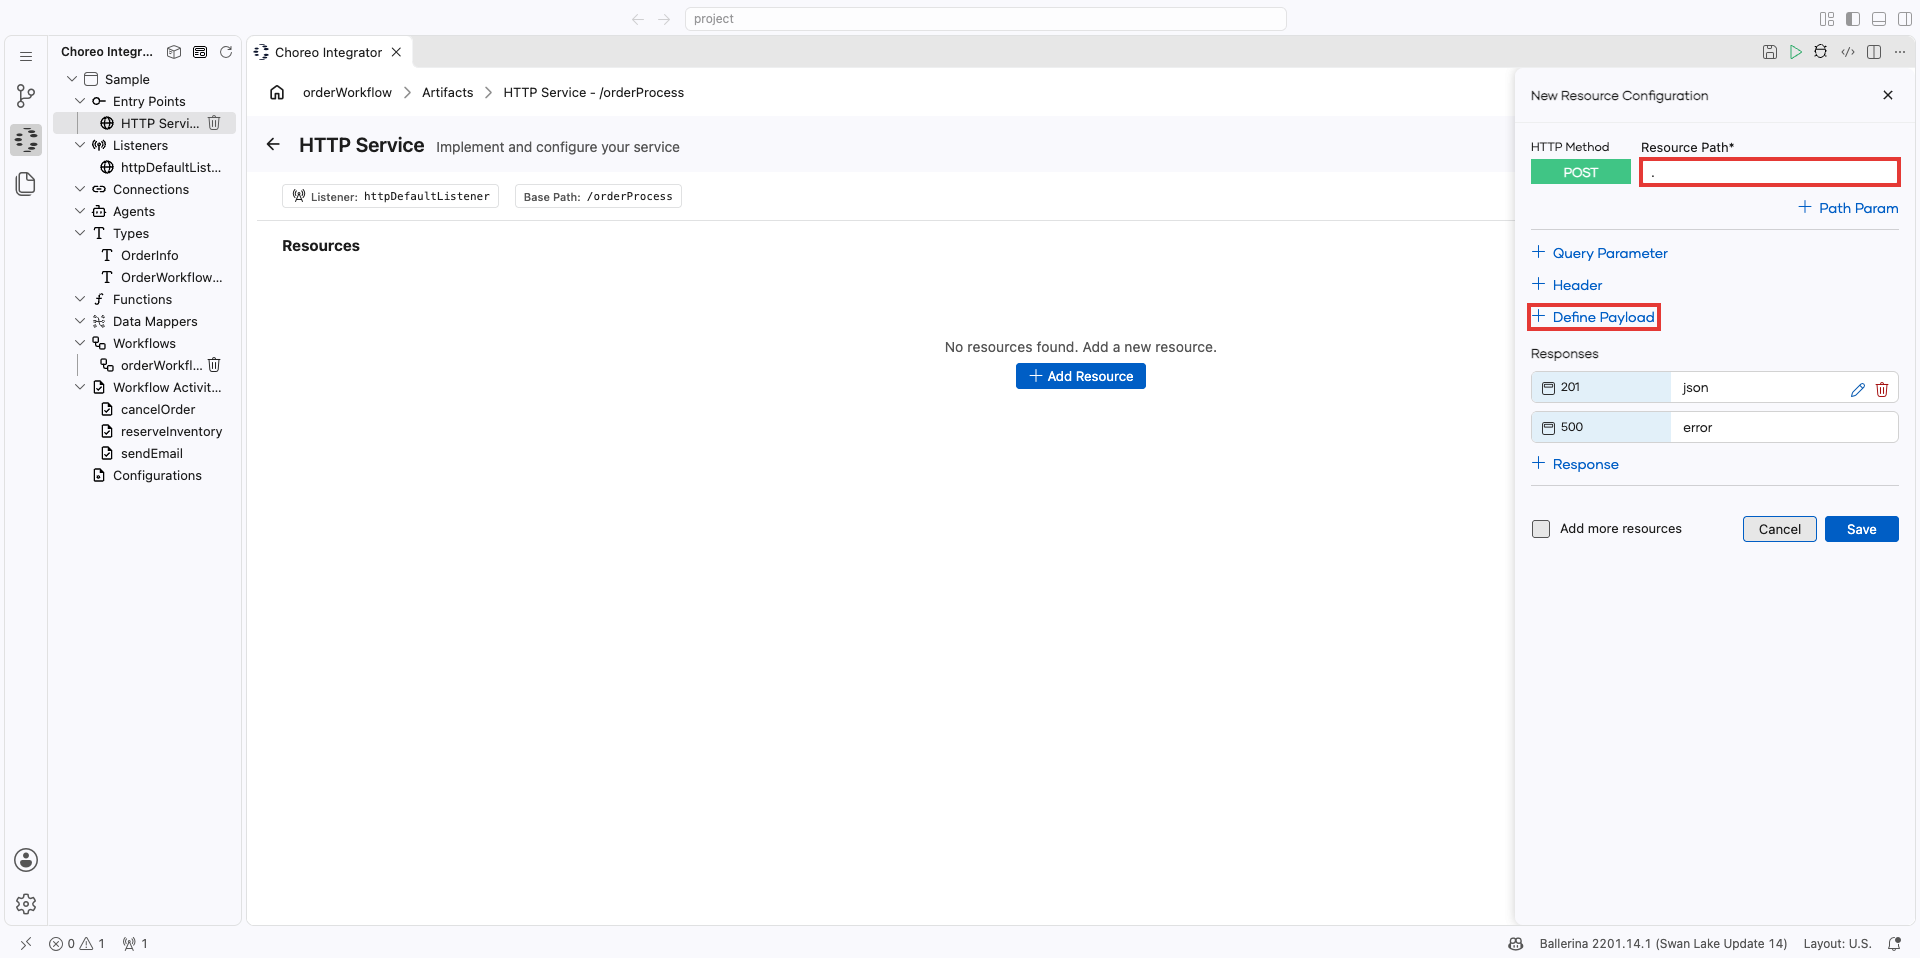 project
Choreo Integr...
Sample
Entry Points
HTTP Servi...
Listeners
httpDefaultList...
Connections
Agents
Types
OrderInfo
OrderWorkflow...
Functions
Data Mappers
Workflows
orderWorkfl...
Workflow Activit...
cancelOrder
reserveInventory
sendEmail
Configurations
Choreo Integrator
orderWorkflow > Artifacts > HTTP Service - /orderProcess
HTTP Service Implement and configure your service
Listener: httpDefaultListener
Base Path: /orderProcess
Resources
No resources found. Add a new resource.
Add Resource
New Resource Configuration
HTTP Method
Resource Path*
POST
.
Path Param
Query Parameter
Header
Define Payload
Responses
201 json
500 error
Response
Add more resources
Cancel
Save
0 1 1
Ballerina 2201.14.1 (Swan Lake Update 14)
Layout: U.S.